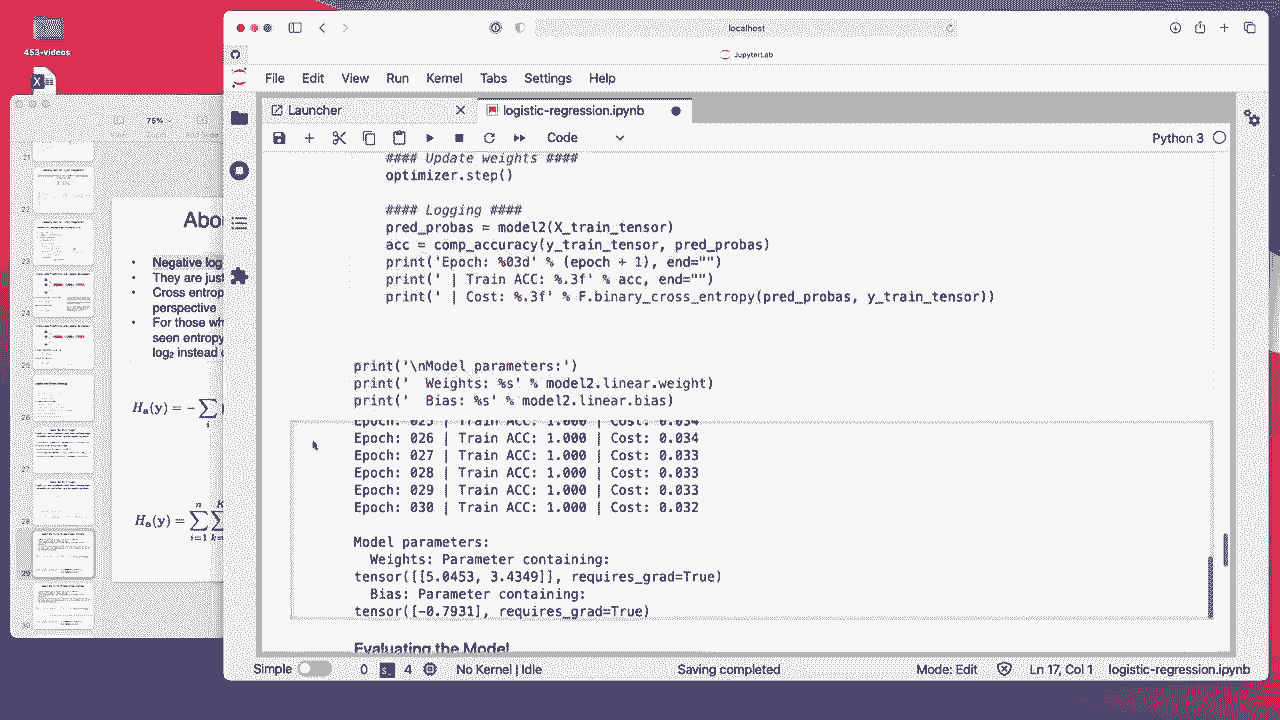 453-videos
75%
Abo
Negative log
They are just
Cross entrop
perspective
For those wh
seen entropy
log₂ instead o
Hₐ(y) = − ∑
i
Hₐ(y) = ∑ ∑
n K
i=1 k=
21
22
23
24
25
26
27
28
29
30
localhost
JupyterLab
File Edit View Run Kernel Tabs Settings Help
Launcher
logistic-regression.ipynb
Code
Python 3
#### Update weights ####
optimizer.step()
#### Logging ####
pred_probas = model2(X_train_tensor)
acc = comp_accuracy(y_train_tensor, pred_probas)
print('Epoch: %03d' % (epoch + 1), end="")
print(' | Train ACC: %.3f' % acc, end="")
print(' | Cost: %.3f' % F.binary_cross_entropy(pred_probas, y_train_tensor))
print('\nModel parameters:')
print('  Weights: %s' % model2.linear.weight)
print('  Bias: %s' % model2.linear.bias)
Epoch: 025 | Train ACC: 1.000 | Cost: 0.034
Epoch: 026 | Train ACC: 1.000 | Cost: 0.034
Epoch: 027 | Train ACC: 1.000 | Cost: 0.033
Epoch: 028 | Train ACC: 1.000 | Cost: 0.033
Epoch: 029 | Train ACC: 1.000 | Cost: 0.033
Epoch: 030 | Train ACC: 1.000 | Cost: 0.032
Model parameters:
Weights: Parameter containing:
tensor([[5.0453, 3.4349]], requires_grad=True)
Bias: Parameter containing:
tensor([-0.7931], requires_grad=True)
Evaluating the Model
Simple 0 4 No Kernel | Idle Saving completed Mode: Edit Ln 17, Col 1 logistic-regression.ipynb